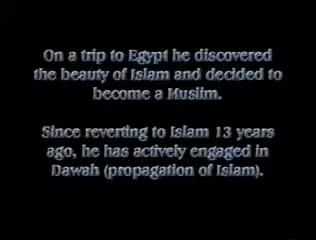 On a trip to Egypt he discovered
the beauty of Islam and decided to
become a Muslim.
Since reverting to Islam 13 years
ago, he has actively engaged in
Dawah (propagation of Islam).